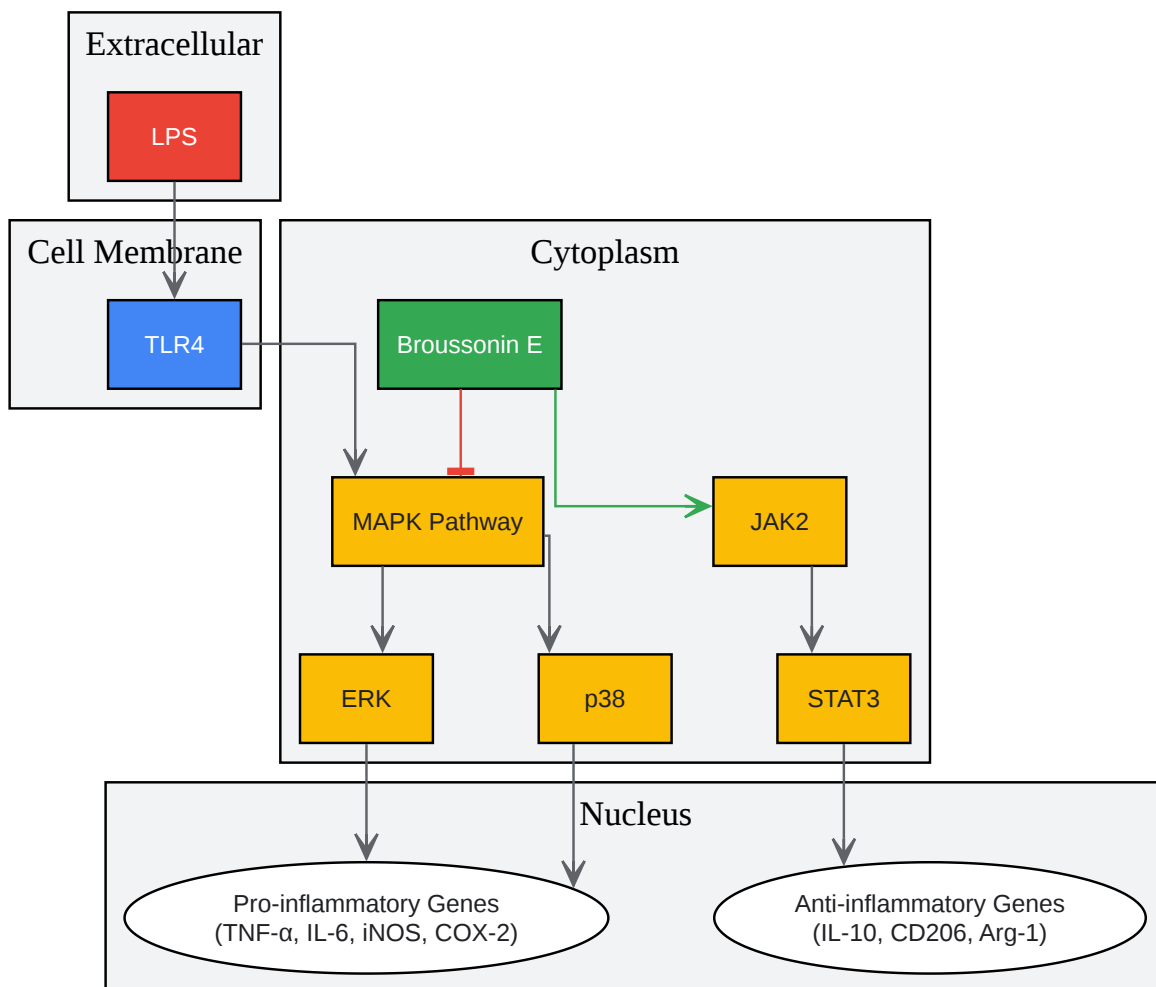 Extracellular
LPS
Cell Membrane
Cytoplasm
TLR4
Broussonin E
MAPK Pathway
JAK2
ERK
p38
STAT3
Nucleus
Pro-inflammatory Genes
(TNF-α, IL-6, iNOS, COX-2)
Anti-inflammatory Genes
(IL-10, CD206, Arg-1)